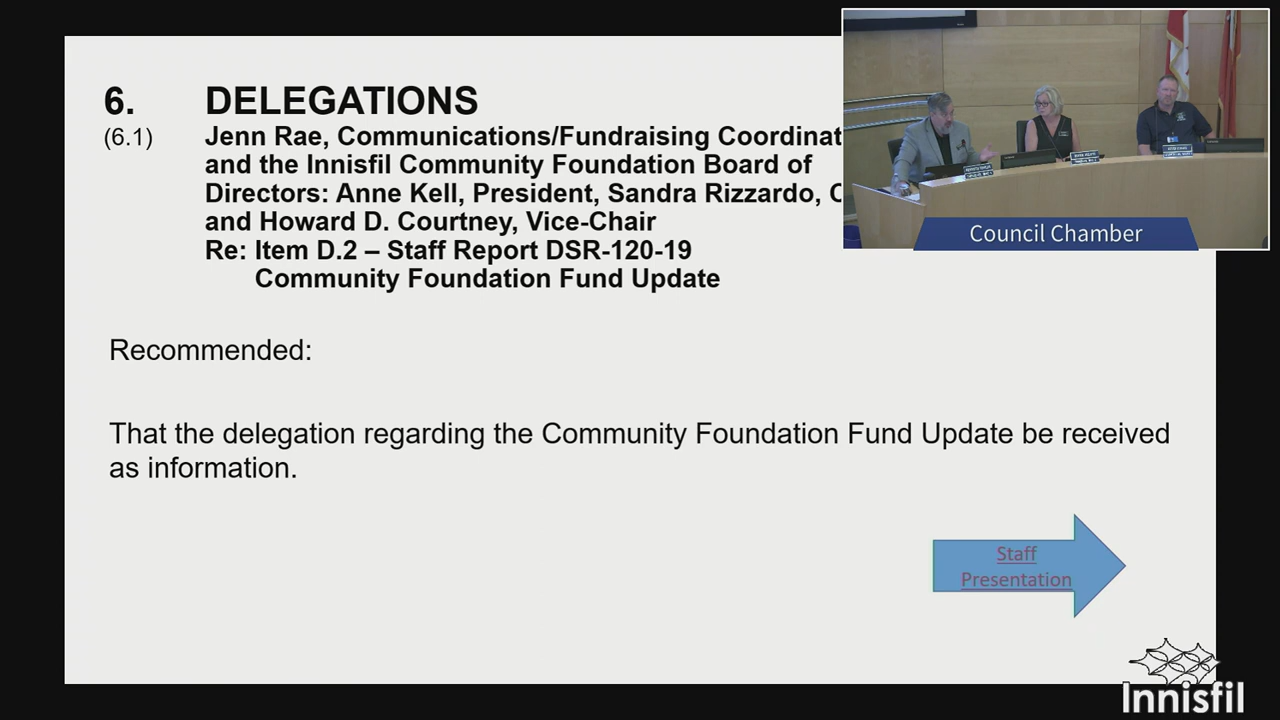 6. DELEGATIONS
(6.1) Jenn Rae, Communications/Fundraising Coordinat
and the Innisfil Community Foundation Board of
Directors: Anne Kell, President, Sandra Rizzardo, C
and Howard D. Courtney, Vice-Chair
Re: Item D.2 – Staff Report DSR-120-19
Community Foundation Fund Update
Recommended:
That the delegation regarding the Community Foundation Fund Update be received
as information.
Staff
Presentation
Council Chamber
Innisfil